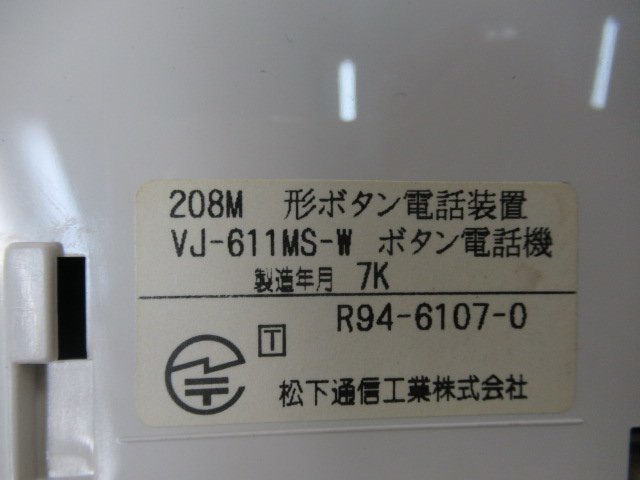 208M 形ボタン電話装置
VJ-611MS-W ボタン電話機
製造年月 7K
T R94-6107-0
松下通信工業株式会社